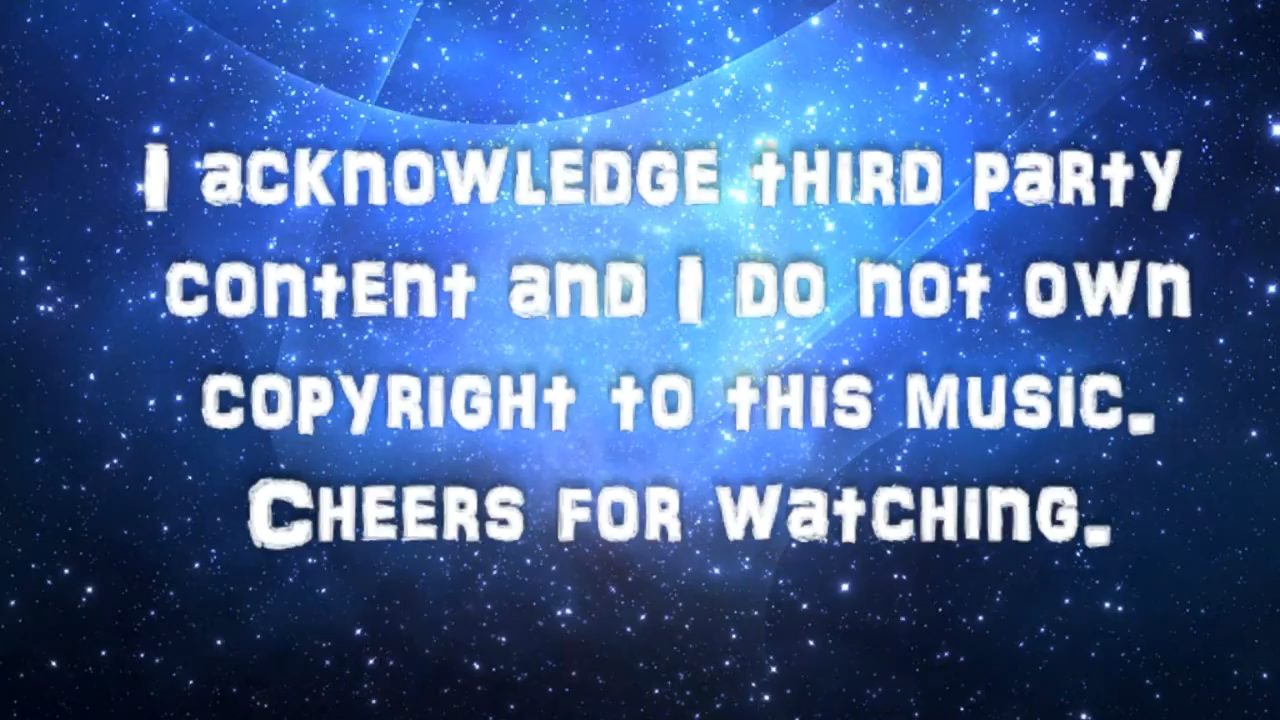 I acknowledge third party
content and I do not own
copyright to this music.
Cheers for watching.